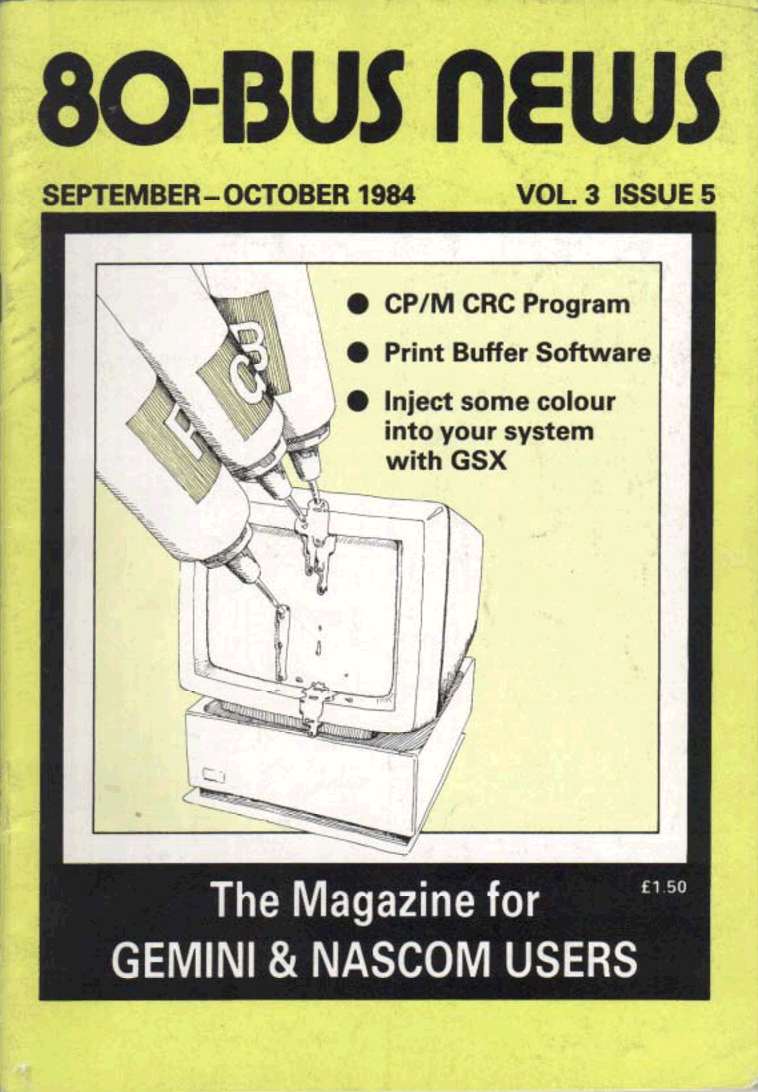 80-BUS NEWS
SEPTEMBER–OCTOBER 1984 VOL. 3 ISSUE 5
● CP/M CRC Program
● Print Buffer Software
● Inject some colour
into your system
with GSX
R
G
B
The Magazine for
£1.50
GEMINI & NASCOM USERS